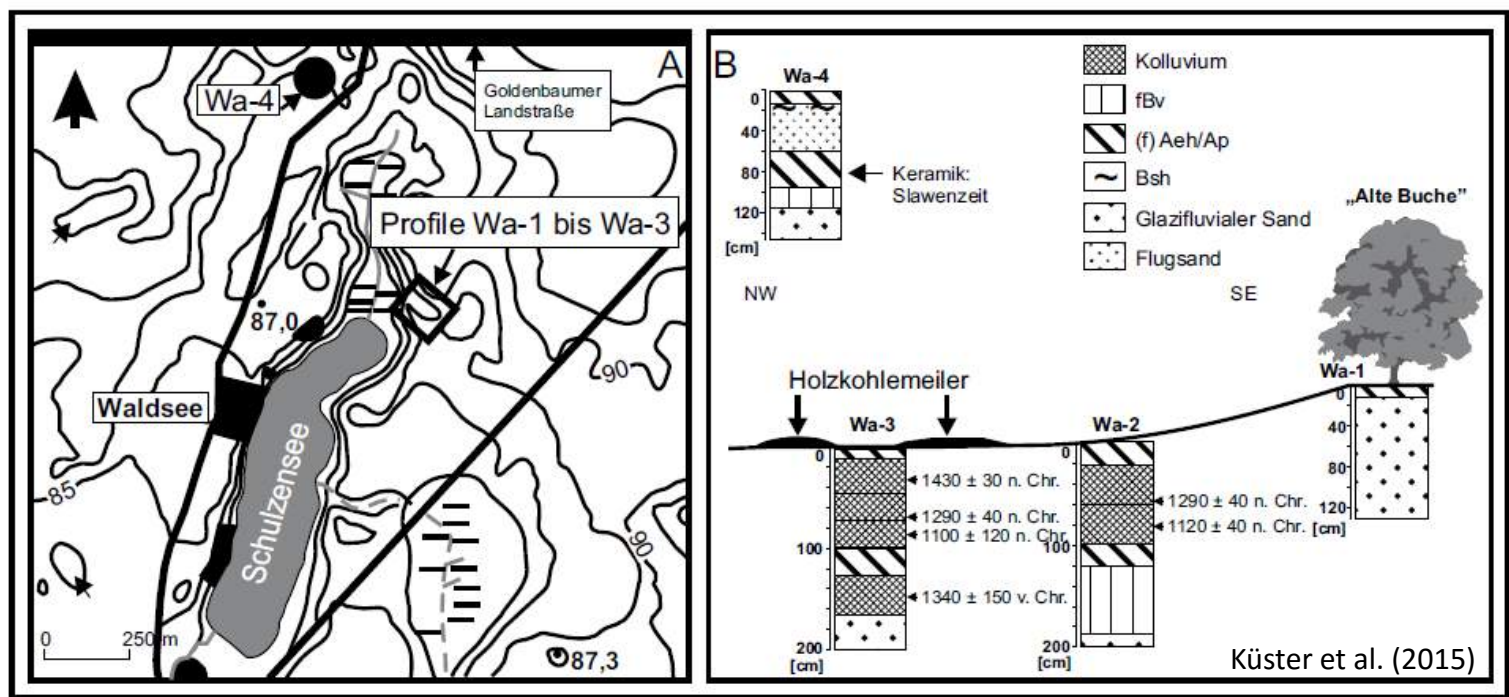 A
Wa-4
Goldenbaumer
Landstraße
Profile Wa-1 bis Wa-3
87,0
90
Waldsee
85
Schulzensee
90
0
250 m
87,3
B
Wa-4
0
40
80
120
[cm]
Keramik:
Slawenzeit
Kolluvium
fBv
(f) Aeh/Ap
Bsh
Glazifluvialer Sand
Flugsand
„Alte Buche”
NW
SE
Holzkohlemeiler
Wa-3
0
100
200
[cm]
1430 ± 30 n. Chr.
1290 ± 40 n. Chr.
1100 ± 120 n. Chr.
1340 ± 150 v. Chr.
Wa-2
0
100
200
[cm]
1290 ± 40 n. Chr.
1120 ± 40 n. Chr.
Wa-1
0
40
80
120
[cm]
Küster et al. (2015)